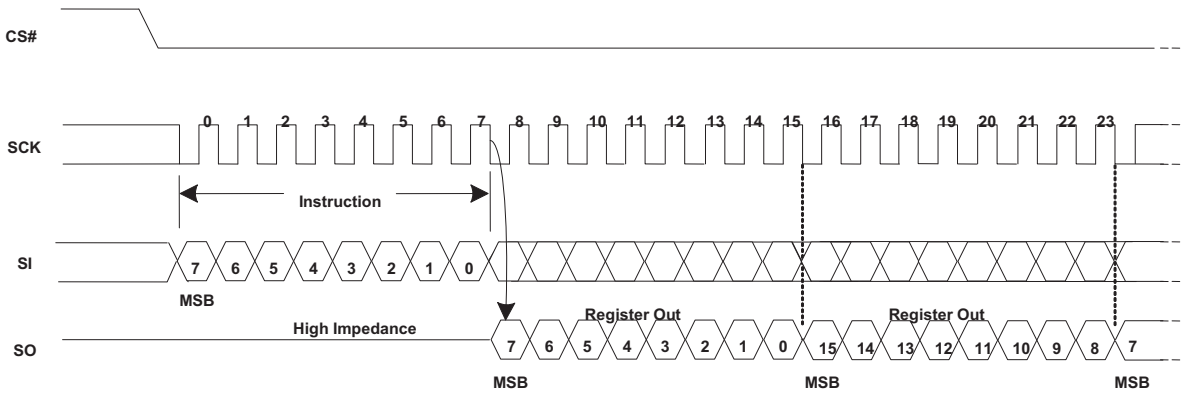 CS#
0 1 2 3 4 5 6 7 8 9 10 11 12 13 14 15 16 17 18 19 20 21 22 23
SCK
Instruction
SI
7 6 5 4 3 2 1 0
MSB
High Impedance
Register Out
Register Out
SO
7 6 5 4 3 2 1 0 15 14 13 12 11 10 9 8 7
MSB
MSB
MSB